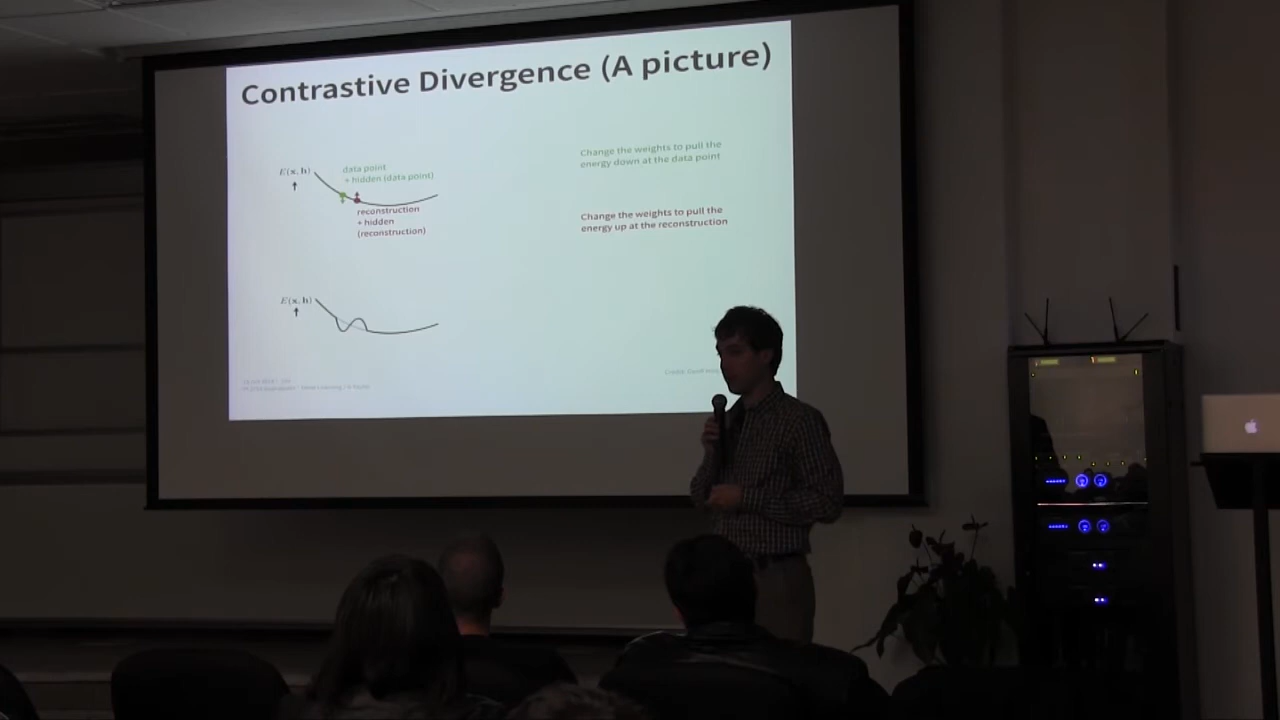 Contrastive Divergence (A picture)
E(x, h)
data point
+ hidden (data point)
reconstruction
+ hidden
(reconstruction)
Change the weights to pull the
energy down at the data point
Change the weights to pull the
energy up at the reconstruction
E(x, h)